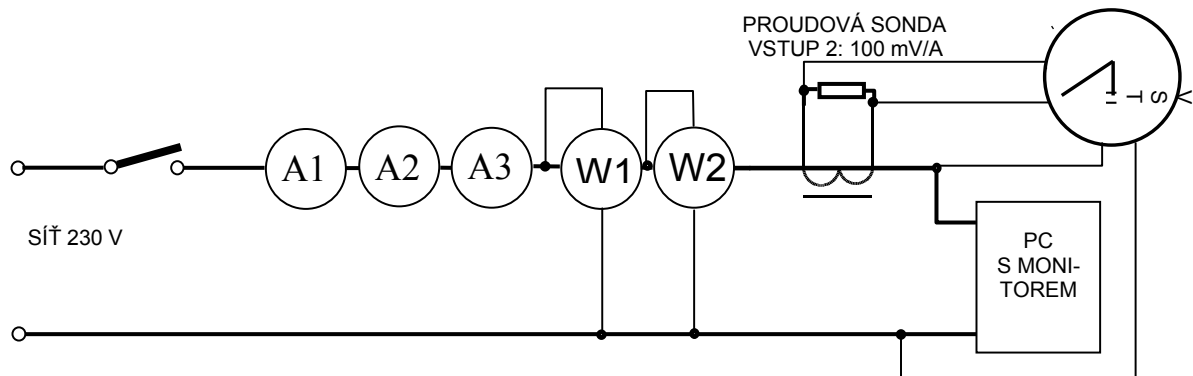 PROUDOVÁ SONDA
VSTUP 2: 100 mV/A
A1
A2
A3
W1
W2
SÍŤ 230 V
PC
S MONI-
TOREM
T
S
V